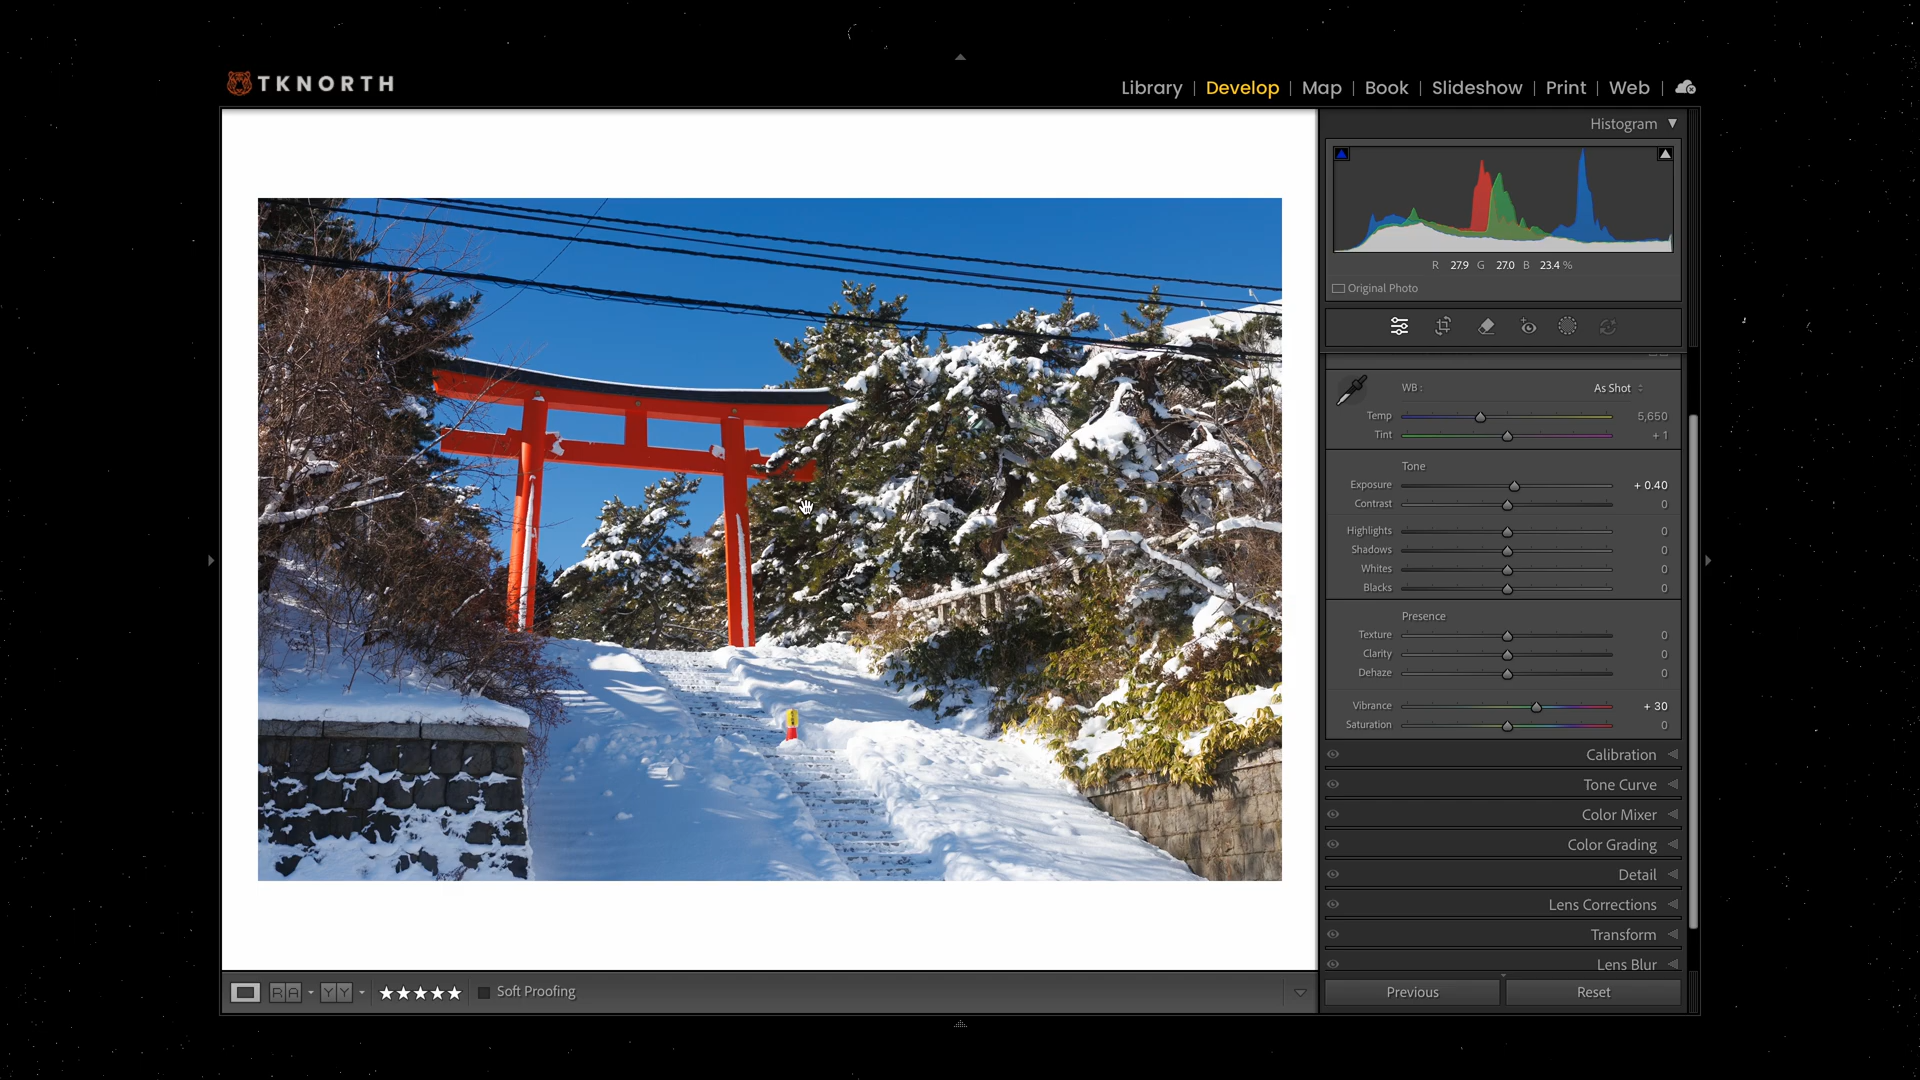 TKNORTH
Library | Develop | Map | Book | Slideshow | Print | Web |
Histogram
R 27.9 G 27.0 B 23.4 %
Original Photo
WB : As Shot
Temp 5,650
Tint + 1
Tone
Exposure + 0.40
Contrast 0
Highlights 0
Shadows 0
Whites 0
Blacks 0
Presence
Texture 0
Clarity 0
Dehaze 0
Vibrance + 30
Saturation 0
Calibration
Tone Curve
Color Mixer
Color Grading
Detail
Lens Corrections
Transform
Lens Blur
RA YY ★★★★★ Soft Proofing
Previous Reset